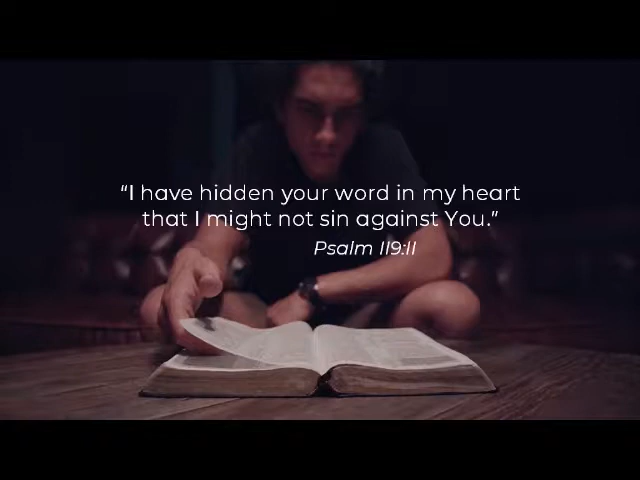 “I have hidden your word in my heart
that I might not sin against You.”
Psalm 119:11